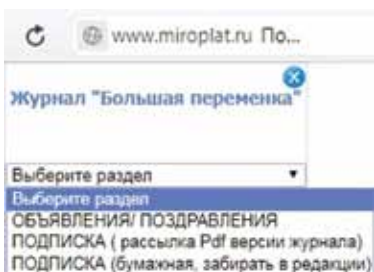 www.miroplat.ru По...
Журнал "Большая переменка"
Выберите раздел
Выберите раздел
ОБЪЯВЛЕНИЯ/ ПОЗДРАВЛЕНИЯ
ПОДПИСКА ( рассылка Pdf версии журнала)
ПОДПИСКА (бумажная, забирать в редакции)